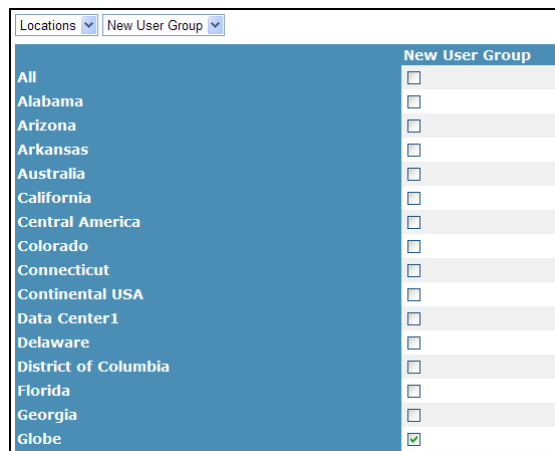 Locations New User Group
New User Group
All
Alabama
Arizona
Arkansas
Australia
California
Central America
Colorado
Connecticut
Continental USA
Data Center1
Delaware
District of Columbia
Florida
Georgia
Globe